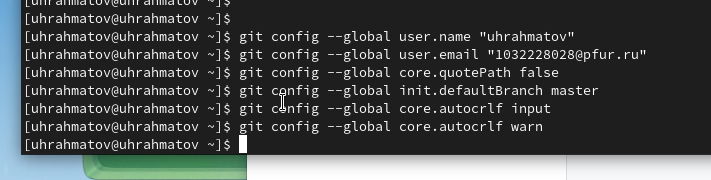 [uhrahmatov@uhrahmatov ~]$
[uhrahmatov@uhrahmatov ~]$
[uhrahmatov@uhrahmatov ~]$ git config --global user.name "uhrahmatov"
[uhrahmatov@uhrahmatov ~]$ git config --global user.email "1032228028@pfur.ru"
[uhrahmatov@uhrahmatov ~]$ git config --global core.quotePath false
[uhrahmatov@uhrahmatov ~]$ git config --global init.defaultBranch master
[uhrahmatov@uhrahmatov ~]$ git config --global core.autocrlf input
[uhrahmatov@uhrahmatov ~]$ git config --global core.autocrlf warn
[uhrahmatov@uhrahmatov ~]$